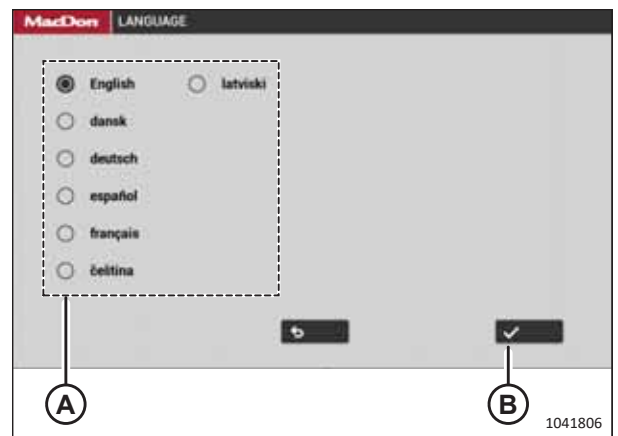 MacDon LANGUAGE
English
latviski
dansk
deutsch
español
français
čeština
A
B
1041806